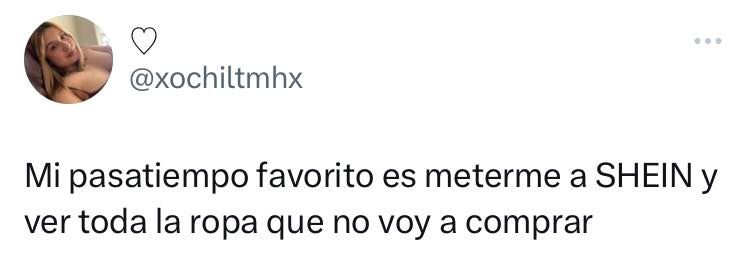 ♡
@xochiltmhx
Mi pasatiempo favorito es meterme a SHEIN y
ver toda la ropa que no voy a comprar